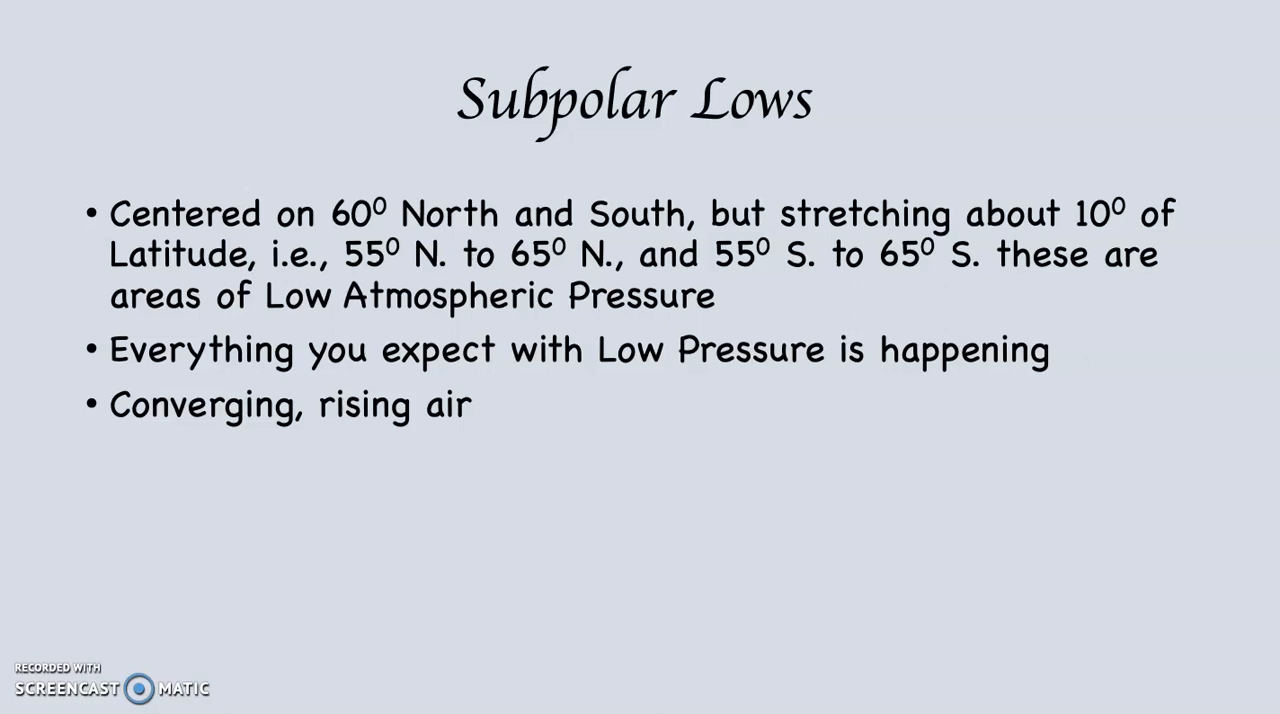 Subpolar Lows
• Centered on 60⁰ North and South, but stretching about 10⁰ of
Latitude, i.e., 55⁰ N. to 65⁰ N., and 55⁰ S. to 65⁰ S. these are
areas of Low Atmospheric Pressure
• Everything you expect with Low Pressure is happening
• Converging, rising air
RECORDED WITH
SCREENCAST MATIC